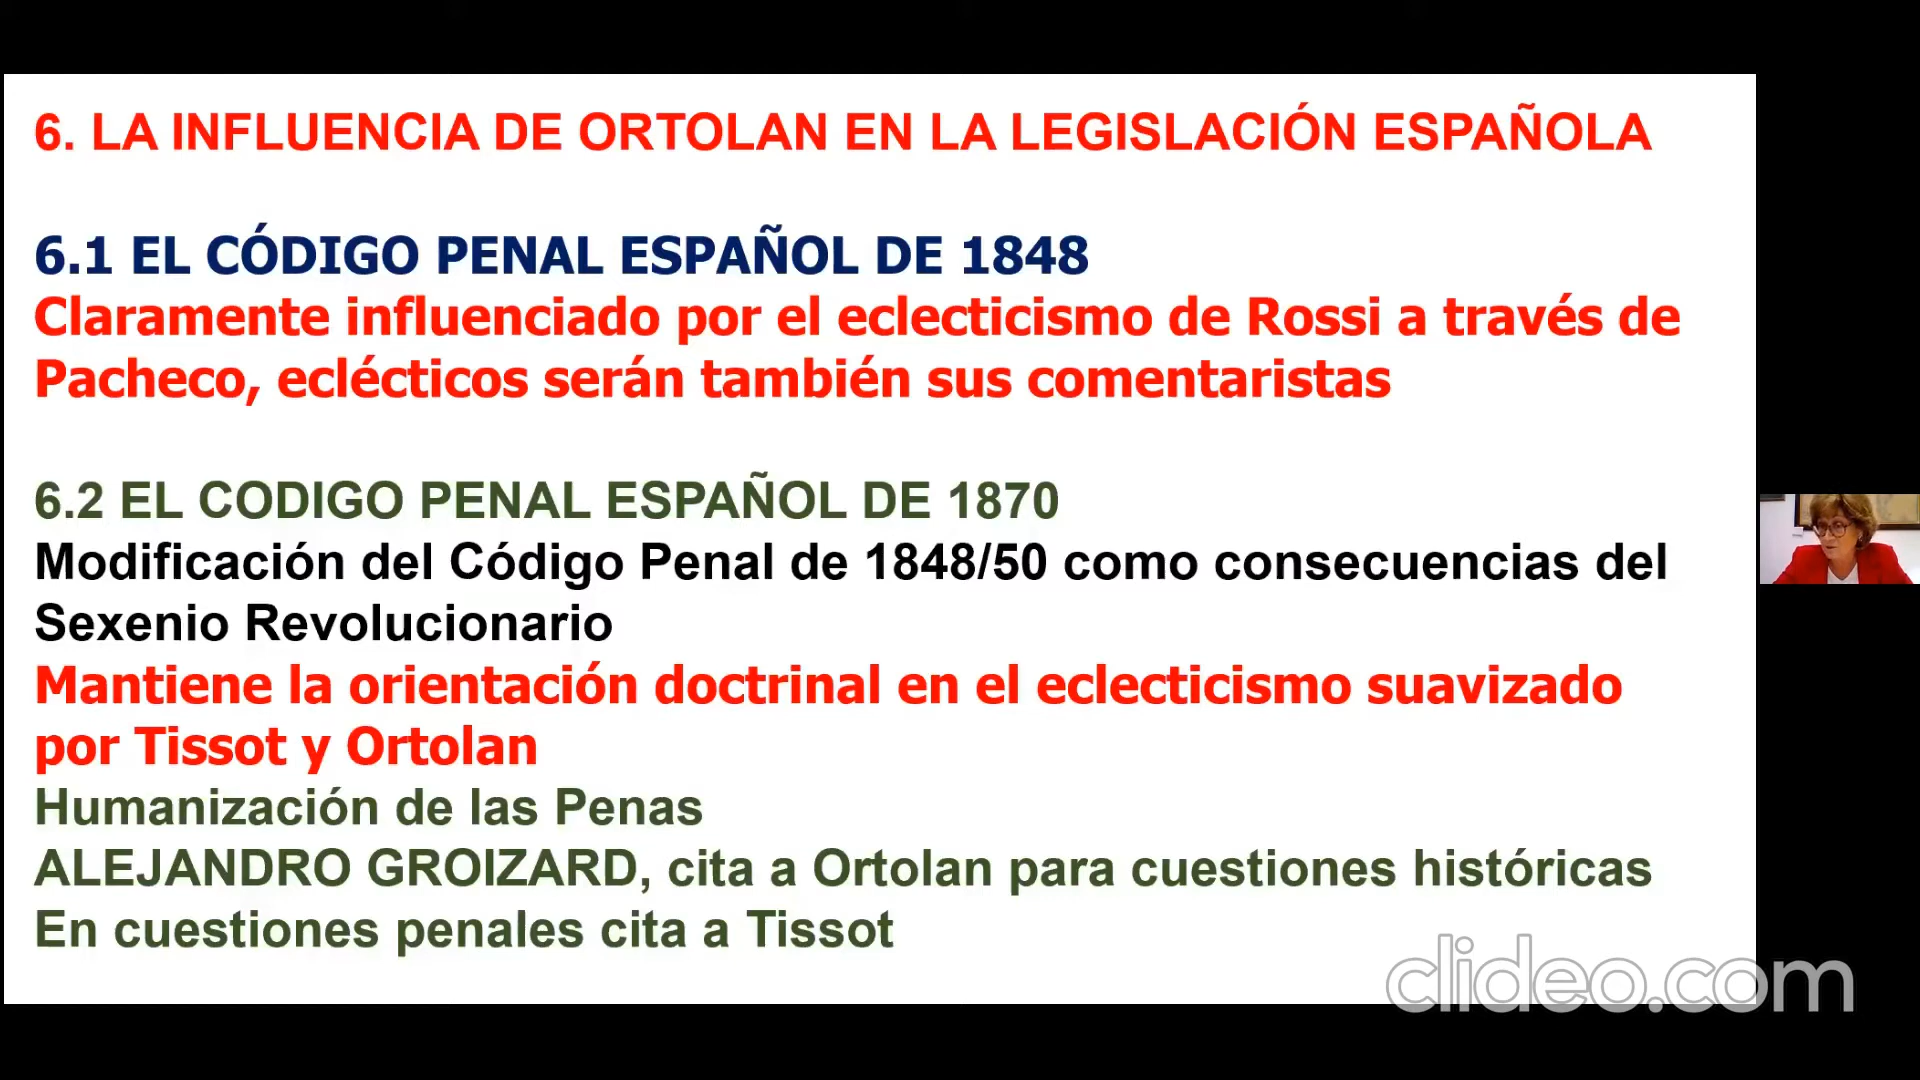 6. LA INFLUENCIA DE ORTOLAN EN LA LEGISLACIÓN ESPAÑOLA
6.1 EL CÓDIGO PENAL ESPAÑOL DE 1848
Claramente influenciado por el eclecticismo de Rossi a través de
Pacheco, eclécticos serán también sus comentaristas
6.2 EL CODIGO PENAL ESPAÑOL DE 1870
Modificación del Código Penal de 1848/50 como consecuencias del
Sexenio Revolucionario
Mantiene la orientación doctrinal en el eclecticismo suavizado
por Tissot y Ortolan
Humanización de las Penas
ALEJANDRO GROIZARD, cita a Ortolan para cuestiones históricas
En cuestiones penales cita a Tissot
clideo.com